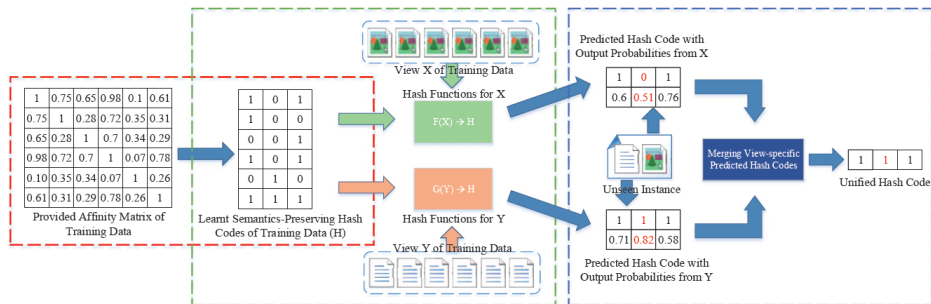 1 0.75 0.65 0.98 0.1 0.61
0.75 1 0.28 0.72 0.35 0.31
0.65 0.28 1 0.7 0.34 0.29
0.98 0.72 0.7 1 0.07 0.78
0.10 0.35 0.34 0.07 1 0.26
0.61 0.31 0.29 0.78 0.26 1
Provided Affinity Matrix of
Training Data
1 0 1
1 0 0
0 0 1
1 0 1
0 1 0
1 1 1
Learnt Semantics-Preserving Hash
Codes of Training Data (H)
View X of Training Data
Hash Functions for X
F(X) → H
G(Y) → H
Hash Functions for Y
View Y of Training Data
Predicted Hash Code with
Output Probabilities from X
1 0 1
0.6 0.51 0.76
Unseen Instance
1 1 1
0.71 0.82 0.58
Predicted Hash Code with
Output Probabilities from Y
Merging View-specific
Predicted Hash Codes
1 1 1
Unified Hash Code